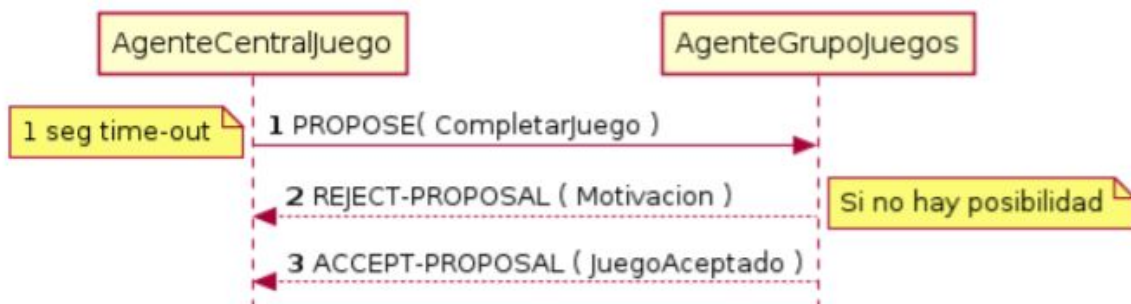 AgenteCentralJuego
AgenteGrupoJuegos
1 seg time-out
1 PROPOSE( CompletarJuego )
2 REJECT-PROPOSAL ( Motivacion )
Si no hay posibilidad
3 ACCEPT-PROPOSAL ( JuegoAceptado )